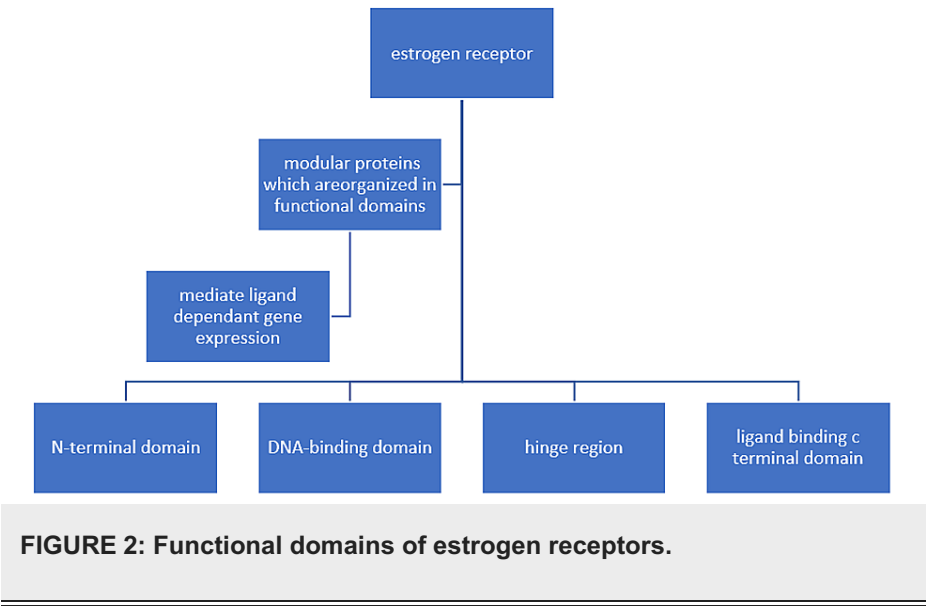 estrogen receptor
modular proteins
which areorganized in
functional domains
mediate ligand
dependant gene
expression
N-terminal domain
DNA-binding domain
hinge region
ligand binding c
terminal domain
FIGURE 2: Functional domains of estrogen receptors.